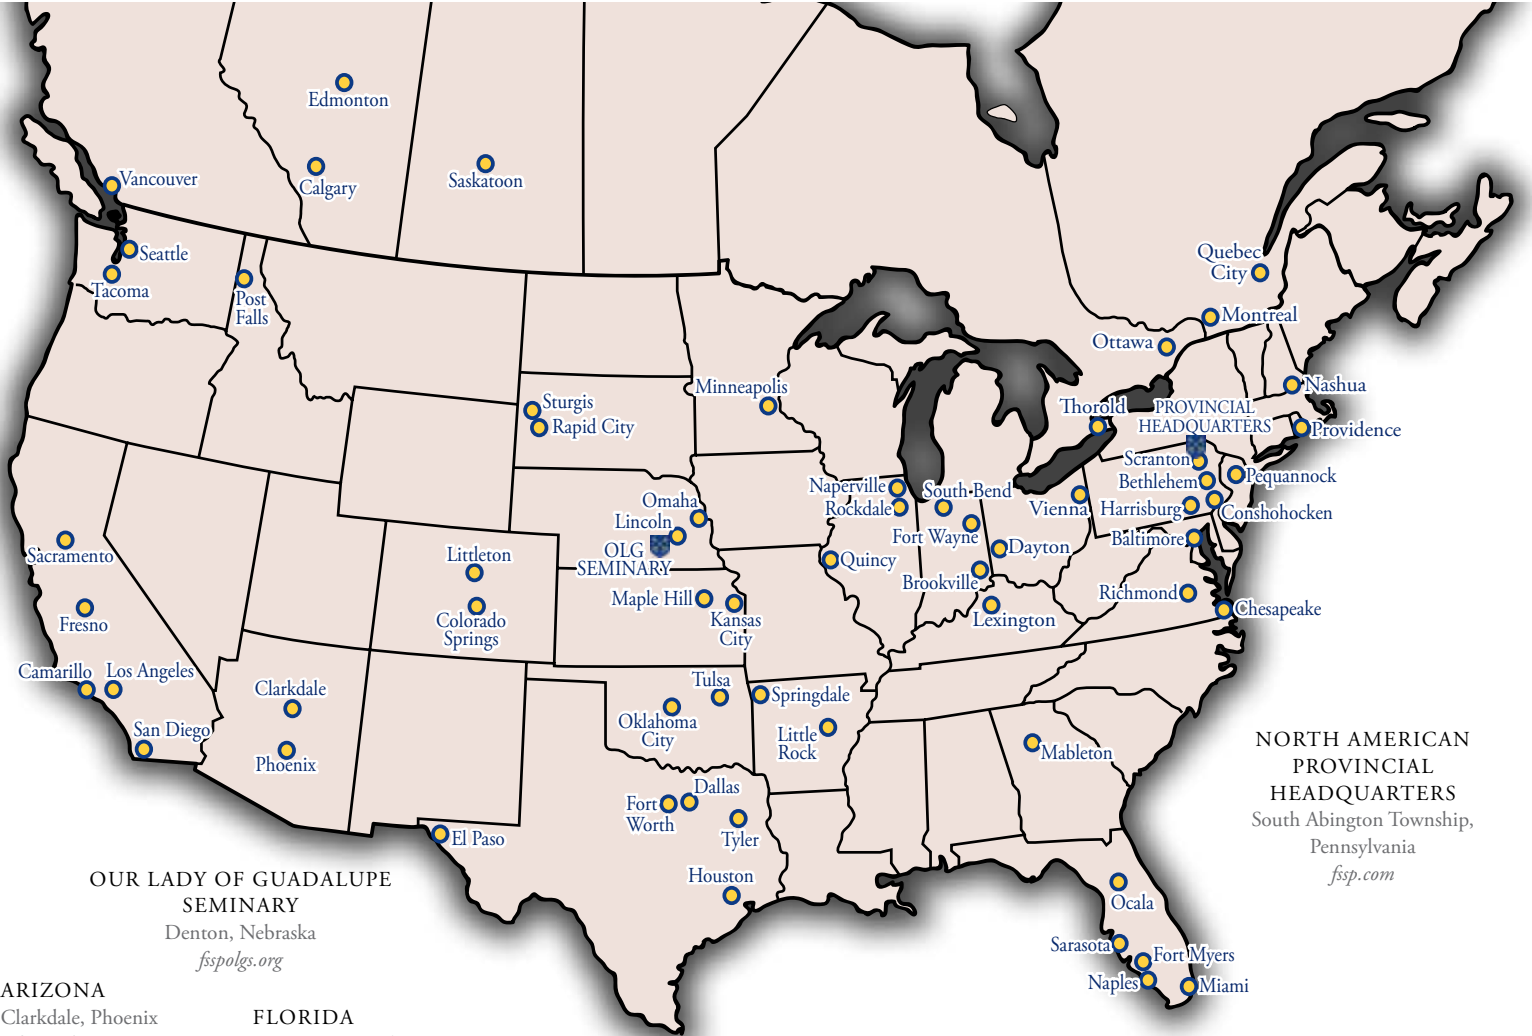 Edmonton
Calgary
Saskatoon
Vancouver
Seattle
Tacoma
Post
Falls
Quebec
City
Montreal
Ottawa
Nashua
Minneapolis
Sturgis
Rapid City
Thorold
PROVINCIAL
HEADQUARTERS
Providence
Scranton
Pequannock
Bethlehem
Harrisburg
Conshohocken
Naperville
Rockdale
South Bend
Fort Wayne
Vienna
Omaha
Lincoln
OLG
SEMINARY
Baltimore
Dayton
Quincy
Brookville
Sacramento
Littleton
Colorado
Springs
Maple Hill
Kansas
City
Lexington
Richmond
Chesapeake
Fresno
Camarillo
Los Angeles
San Diego
Clarkdale
Phoenix
Tulsa
Oklahoma
City
Springdale
Little
Rock
Mableton
Dallas
Fort
Worth
Tyler
El Paso
Houston
Ocala
Sarasota
Fort Myers
Naples
Miami
NORTH AMERICAN
PROVINCIAL
HEADQUARTERS
South Abington Township,
Pennsylvania
fssp.com
OUR LADY OF GUADALUPE
SEMINARY
Denton, Nebraska
fsspolgs.org
ARIZONA
Clarkdale, Phoenix
FLORIDA